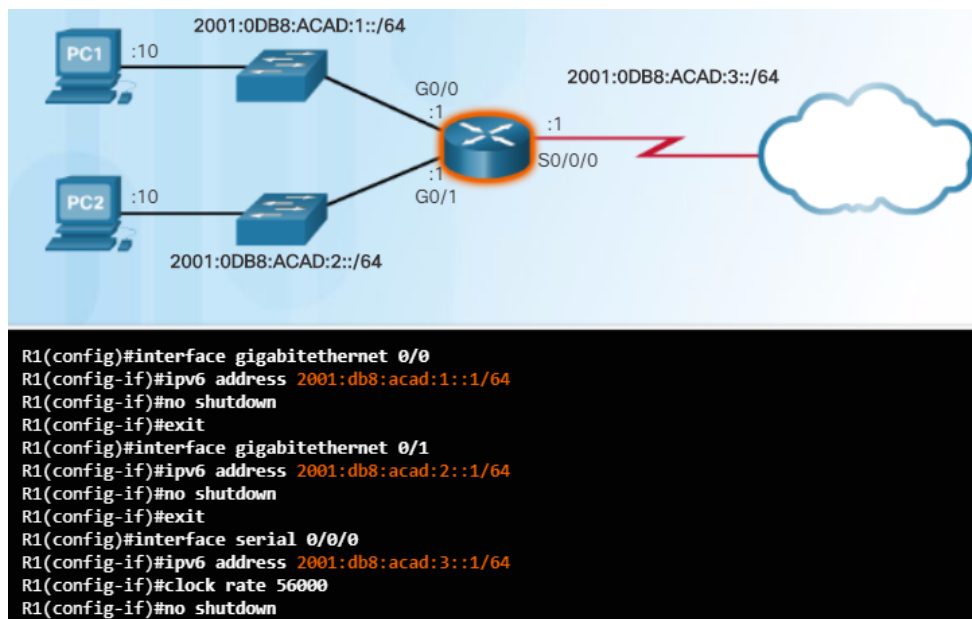 2001:0DB8:ACAD:1::/64
PC1
:10
G0/0
:1
2001:0DB8:ACAD:3::/64
:1
S0/0/0
:1
G0/1
PC2
:10
2001:0DB8:ACAD:2::/64
R1(config)#interface gigabitethernet 0/0
R1(config-if)#ipv6 address 2001:db8:acad:1::1/64
R1(config-if)#no shutdown
R1(config-if)#exit
R1(config)#interface gigabitethernet 0/1
R1(config-if)#ipv6 address 2001:db8:acad:2::1/64
R1(config-if)#no shutdown
R1(config-if)#exit
R1(config)#interface serial 0/0/0
R1(config-if)#ipv6 address 2001:db8:acad:3::1/64
R1(config-if)#clock rate 56000
R1(config-if)#no shutdown